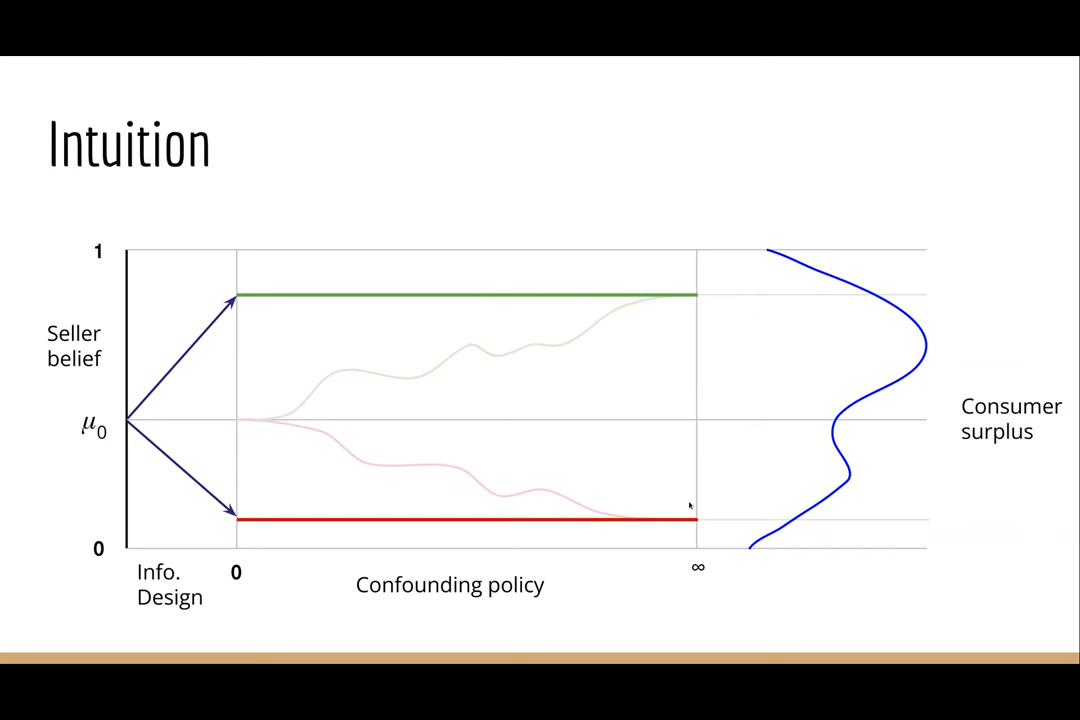 Intuition
1
Seller
belief
μ0
Consumer
surplus
0
Info.
Design
0
Confounding policy
∞